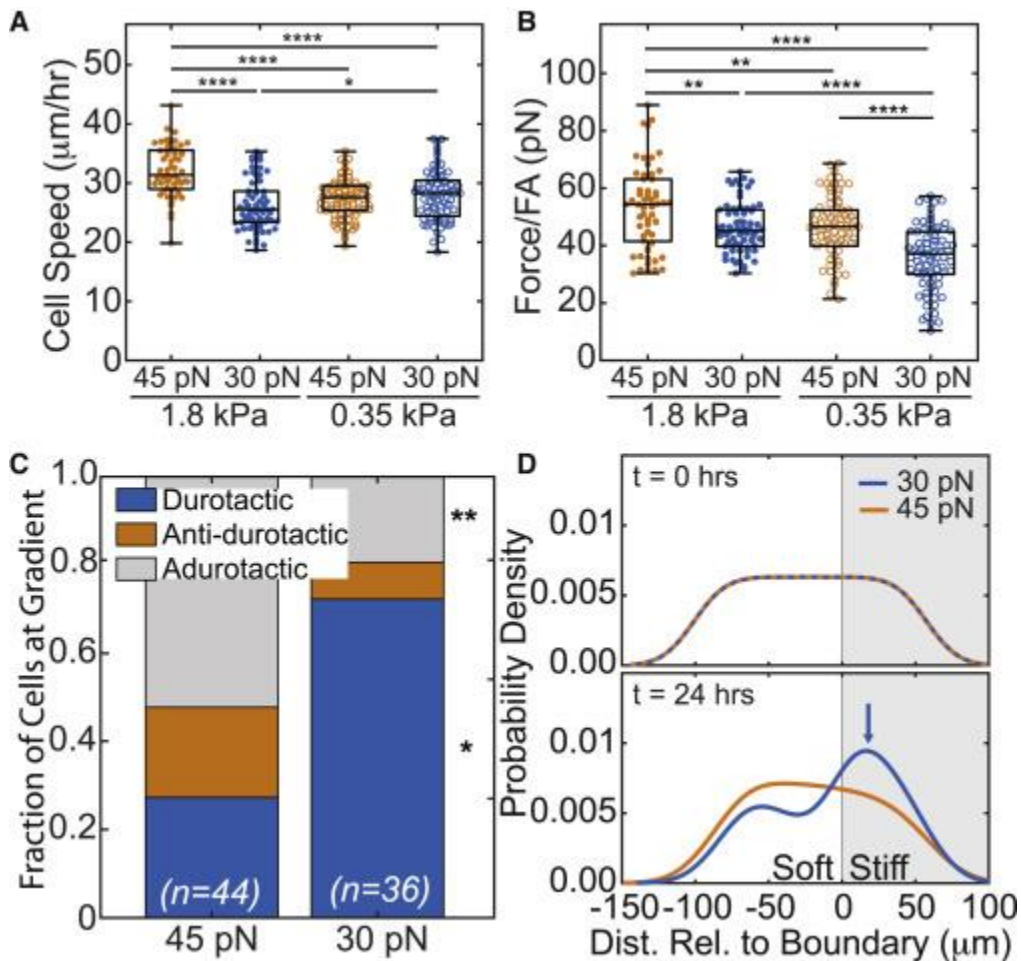 A
Cell Speed (μm/hr)
50
40
30
20
10
0
****
****
****
*
45 pN 30 pN 45 pN 30 pN
1.8 kPa 0.35 kPa
B
Force/FA (pN)
100
80
60
40
20
0
****
**
** ****
****
45 pN 30 pN 45 pN 30 pN
1.8 kPa 0.35 kPa
C
Fraction of Cells at Gradient
1.0
0.8
0.6
0.4
0.2
0
Durotactic
Anti-durotactic
Adurotactic
**
*
(n=44) (n=36)
45 pN 30 pN
D
Probability Density
t = 0 hrs
30 pN
45 pN
0.01
0.005
0.00
t = 24 hrs
0.01
0.005
0.00
Soft Stiff
-150 -100 -50 0 50 100
Dist. Rel. to Boundary (μm)